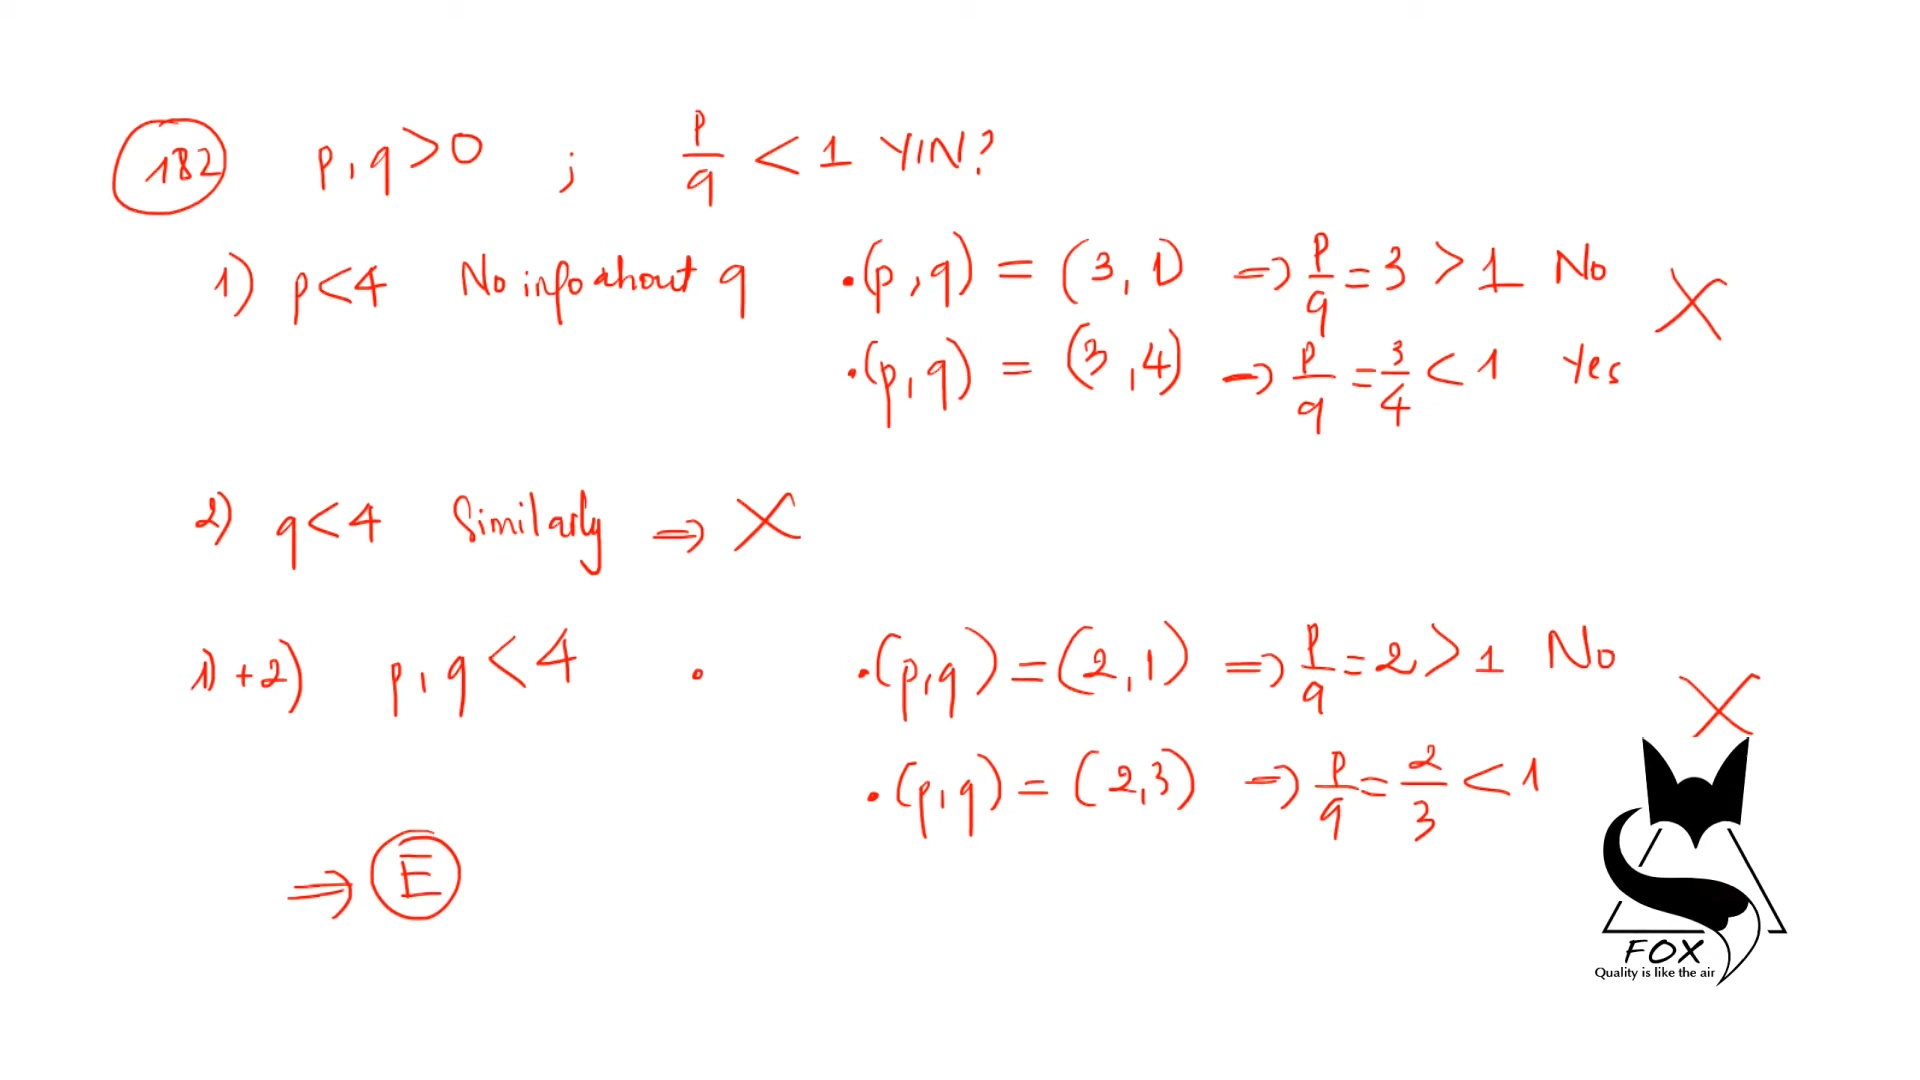 182 p, q > 0 ; p/q < 1 Y/N?
1) p < 4 No info about q • (p, q) = (3, 1) ⇒ p/q = 3 > 1 No X
• (p, q) = (3, 4) → p/q = 3/4 < 1 Yes
2) q < 4 Similarly ⇒ X
1) + 2) p, q < 4 • • (p, q) = (2, 1) ⇒ p/q = 2 > 1 No X
• (p, q) = (2, 3) ⇒ p/q = 2/3 < 1
⇒ E
FOX
Quality is like the air